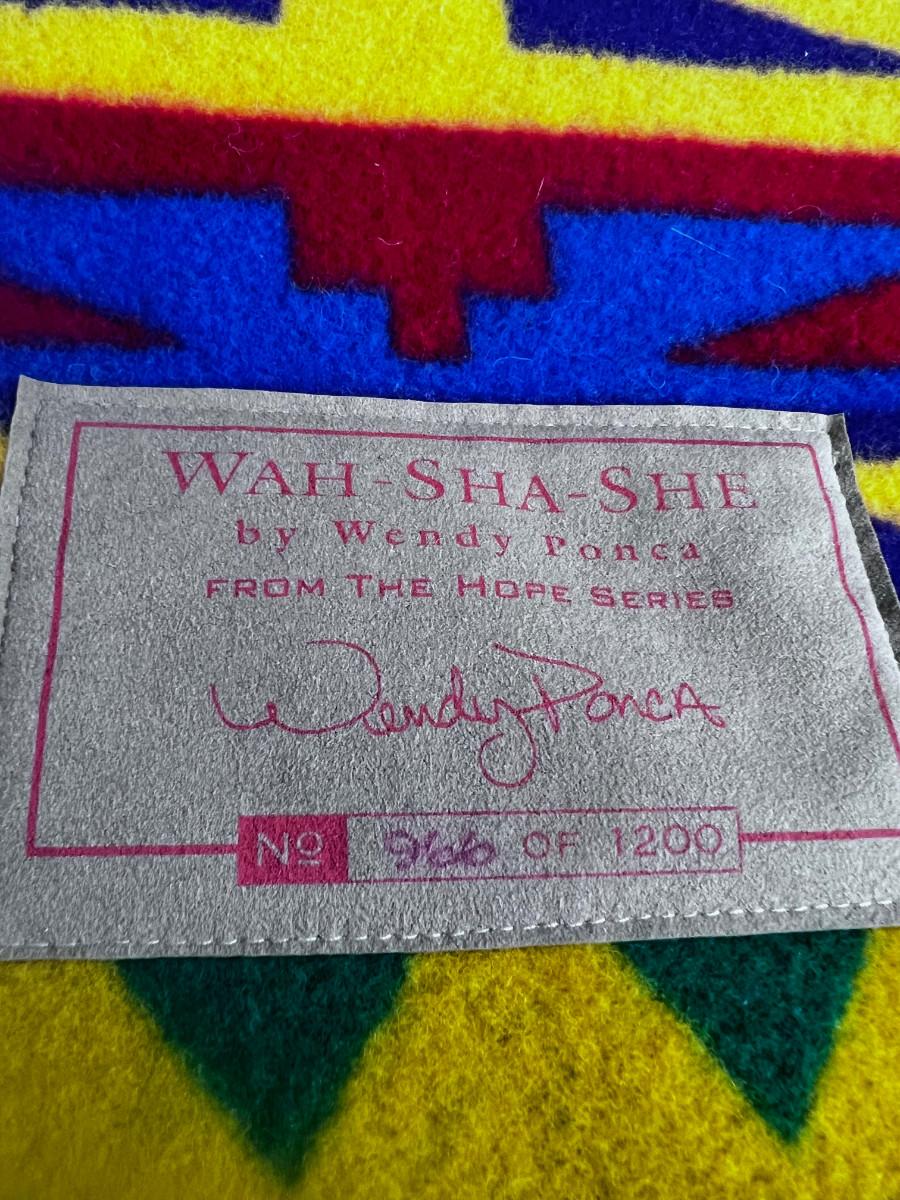 WAH-SHA-SHE
by Wendy Ponca
FROM THE HOPE SERIES
Wendy Ponca
Nº 966 OF 1200